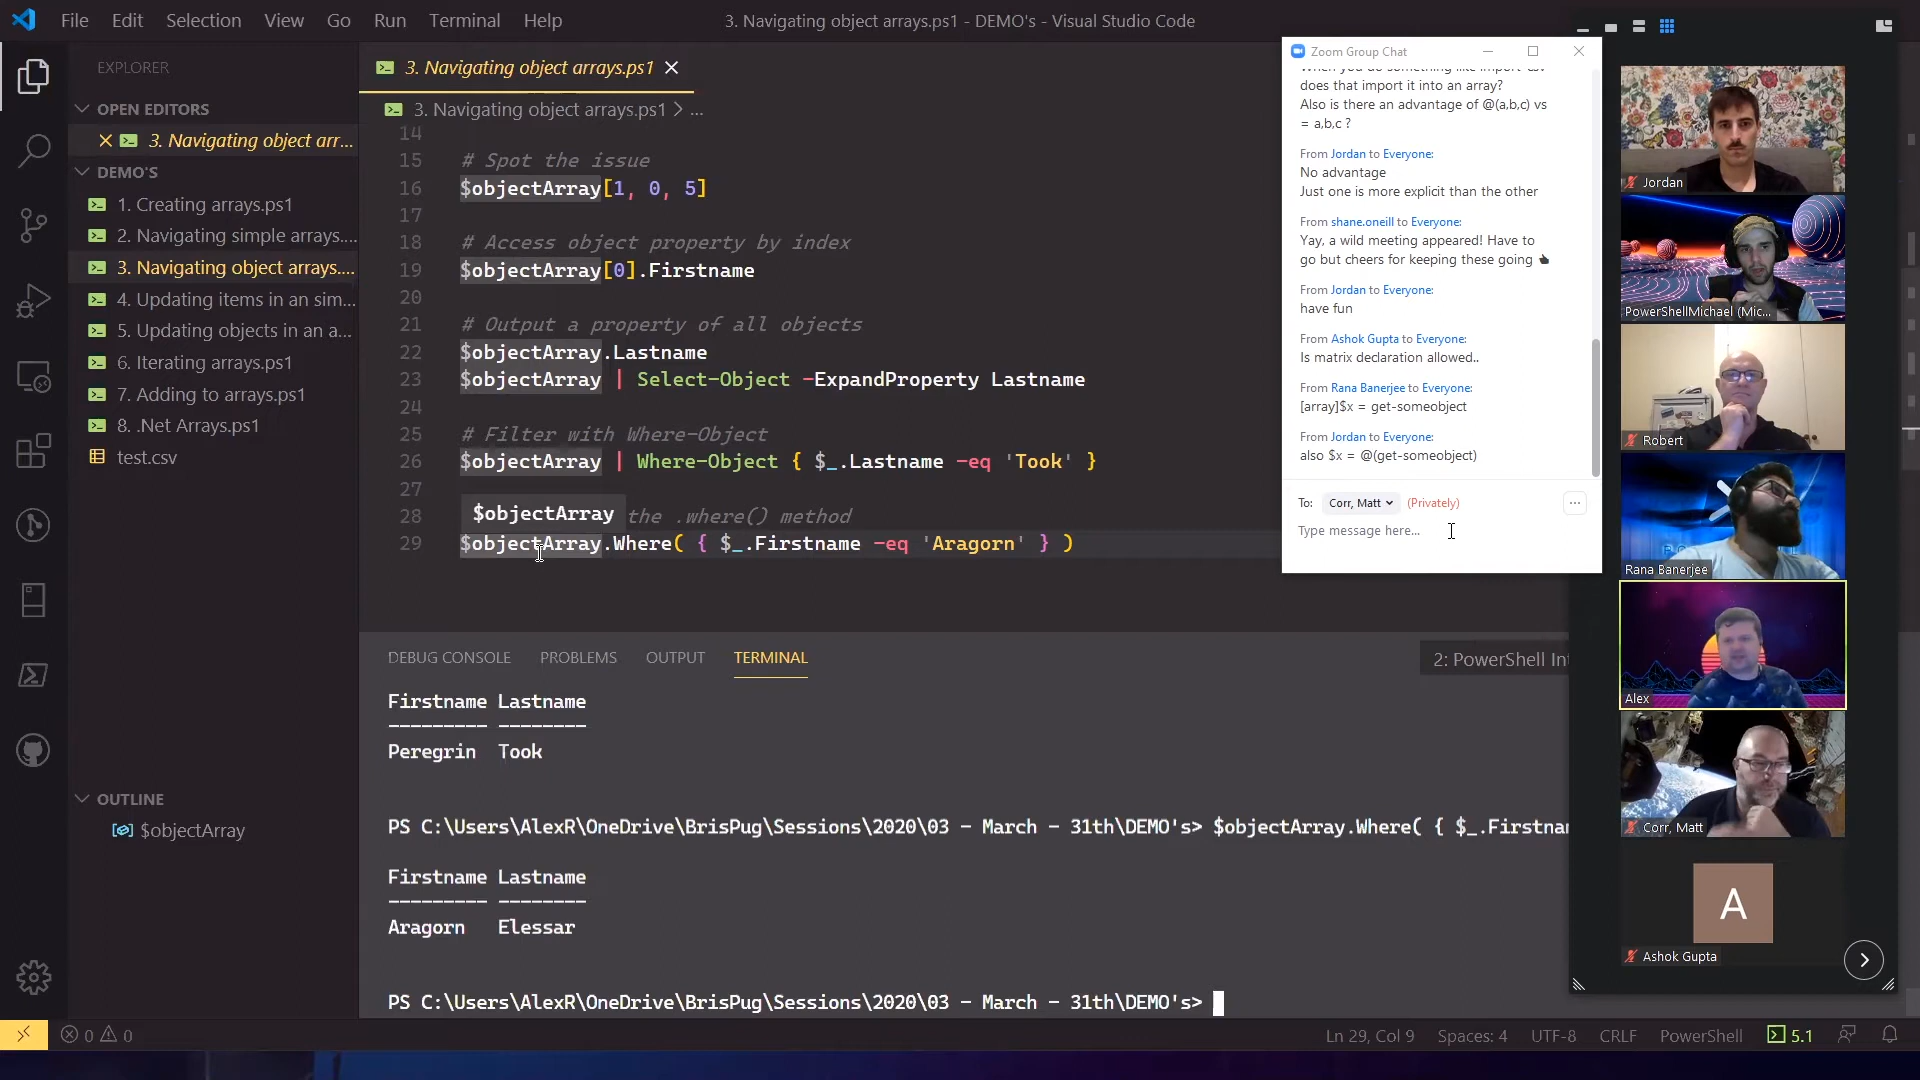 File Edit Selection View Go Run Terminal Help
3. Navigating object arrays.ps1 - DEMO's - Visual Studio Code
EXPLORER
OPEN EDITORS
3. Navigating object arr...
DEMO'S
1. Creating arrays.ps1
2. Navigating simple arrays....
3. Navigating object arrays....
4. Updating items in an sim...
5. Updating objects in an a...
6. Iterating arrays.ps1
7. Adding to arrays.ps1
8. .Net Arrays.ps1
test.csv
OUTLINE
$objectArray
3. Navigating object arrays.ps1
3. Navigating object arrays.ps1 > ...
14
15 # Spot the issue
16 $objectArray[1, 0, 5]
17
18 # Access object property by index
19 $objectArray[0].Firstname
20
21 # Output a property of all objects
22 $objectArray.Lastname
23 $objectArray | Select-Object -ExpandProperty Lastname
24
25 # Filter with Where-Object
26 $objectArray | Where-Object { $_.Lastname -eq 'Took' }
27
$objectArray
28 the .where() method
29 $objectArray.Where( { $_.Firstname -eq 'Aragorn' } )
DEBUG CONSOLE PROBLEMS OUTPUT TERMINAL
2: PowerShell Int
Firstname Lastname
--------- --------
Peregrin Took
PS C:\Users\AlexR\OneDrive\BrisPug\Sessions\2020\03 - March - 31th\DEMO's> $objectArray.Where( { $_.Firstnam
Firstname Lastname
--------- --------
Aragorn Elessar
PS C:\Users\AlexR\OneDrive\BrisPug\Sessions\2020\03 - March - 31th\DEMO's>
0 0
Ln 29, Col 9 Spaces: 4 UTF-8 CRLF PowerShell 5.1
Zoom Group Chat
When you do something like import-csv
does that import it into an array?
Also is there an advantage of @(a,b,c) vs
= a,b,c ?
From Jordan to Everyone:
No advantage
Just one is more explicit than the other
From shane.oneill to Everyone:
Yay, a wild meeting appeared! Have to
go but cheers for keeping these going
From Jordan to Everyone:
have fun
From Ashok Gupta to Everyone:
Is matrix declaration allowed..
From Rana Banerjee to Everyone:
[array]$x = get-someobject
From Jordan to Everyone:
also $x = @(get-someobject)
To: Corr, Matt (Privately)
Type message here...
Jordan
PowerShellMichael (Mic...
Robert
Rana Banerjee
Alex
Corr, Matt
A
Ashok Gupta